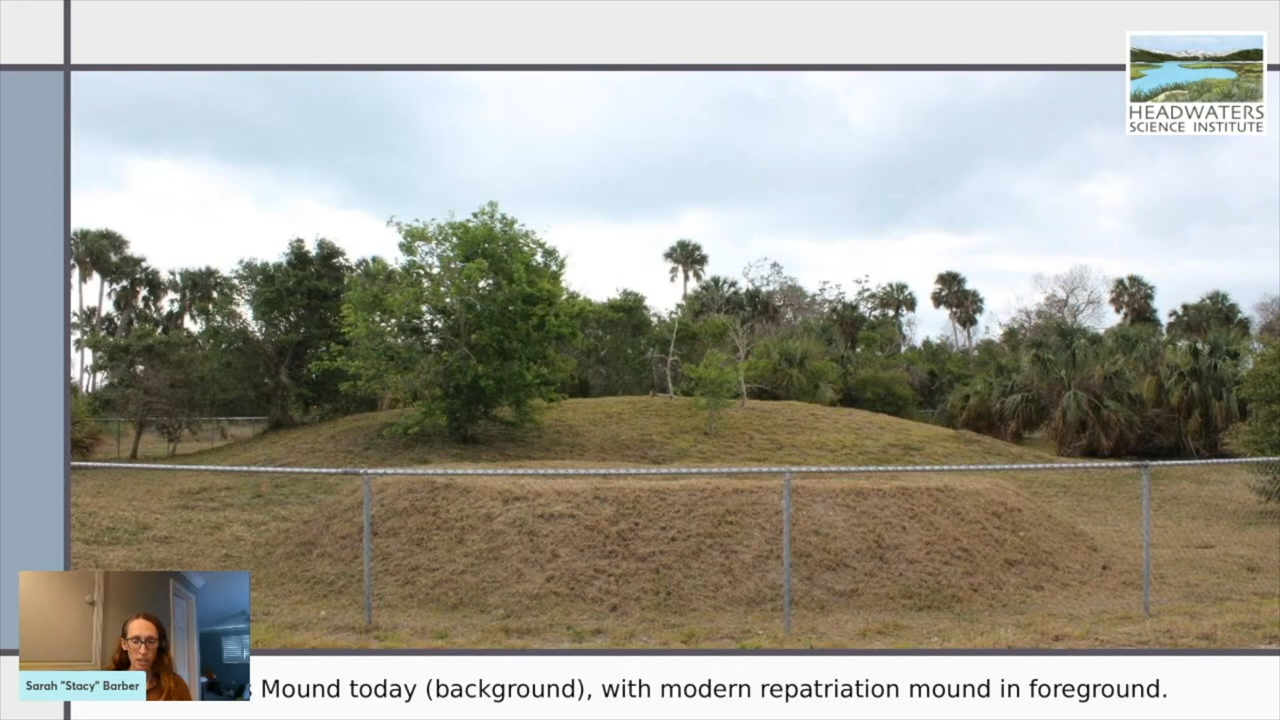 HEADWATERS
SCIENCE INSTITUTE
Sarah "Stacy" Barber
: Mound today (background), with modern repatriation mound in foreground.